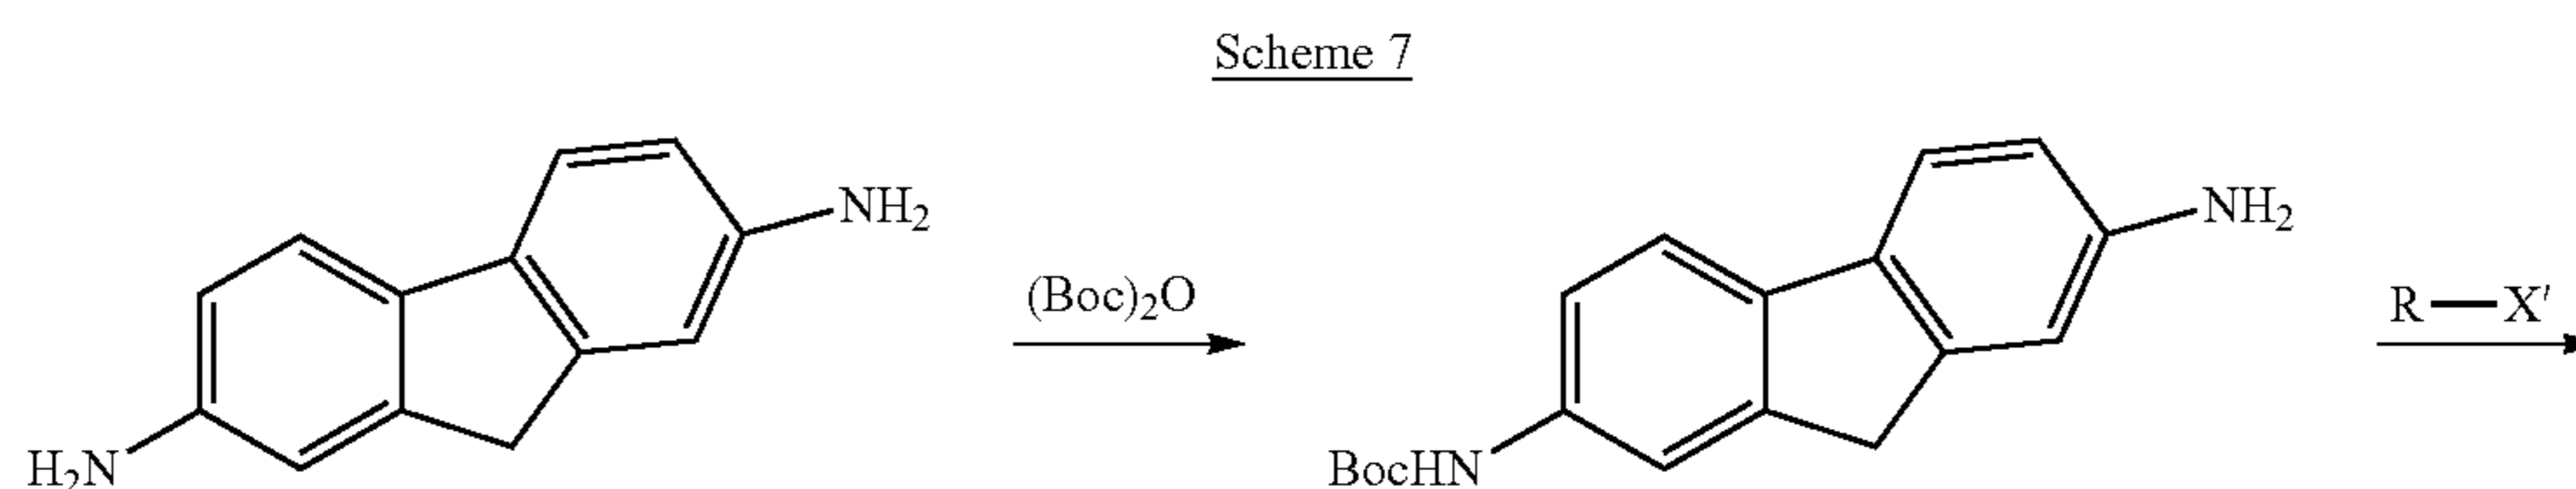 Scheme 7
NH₂
(Boc)₂O
H₂N
NH₂
R—X′
BocHN